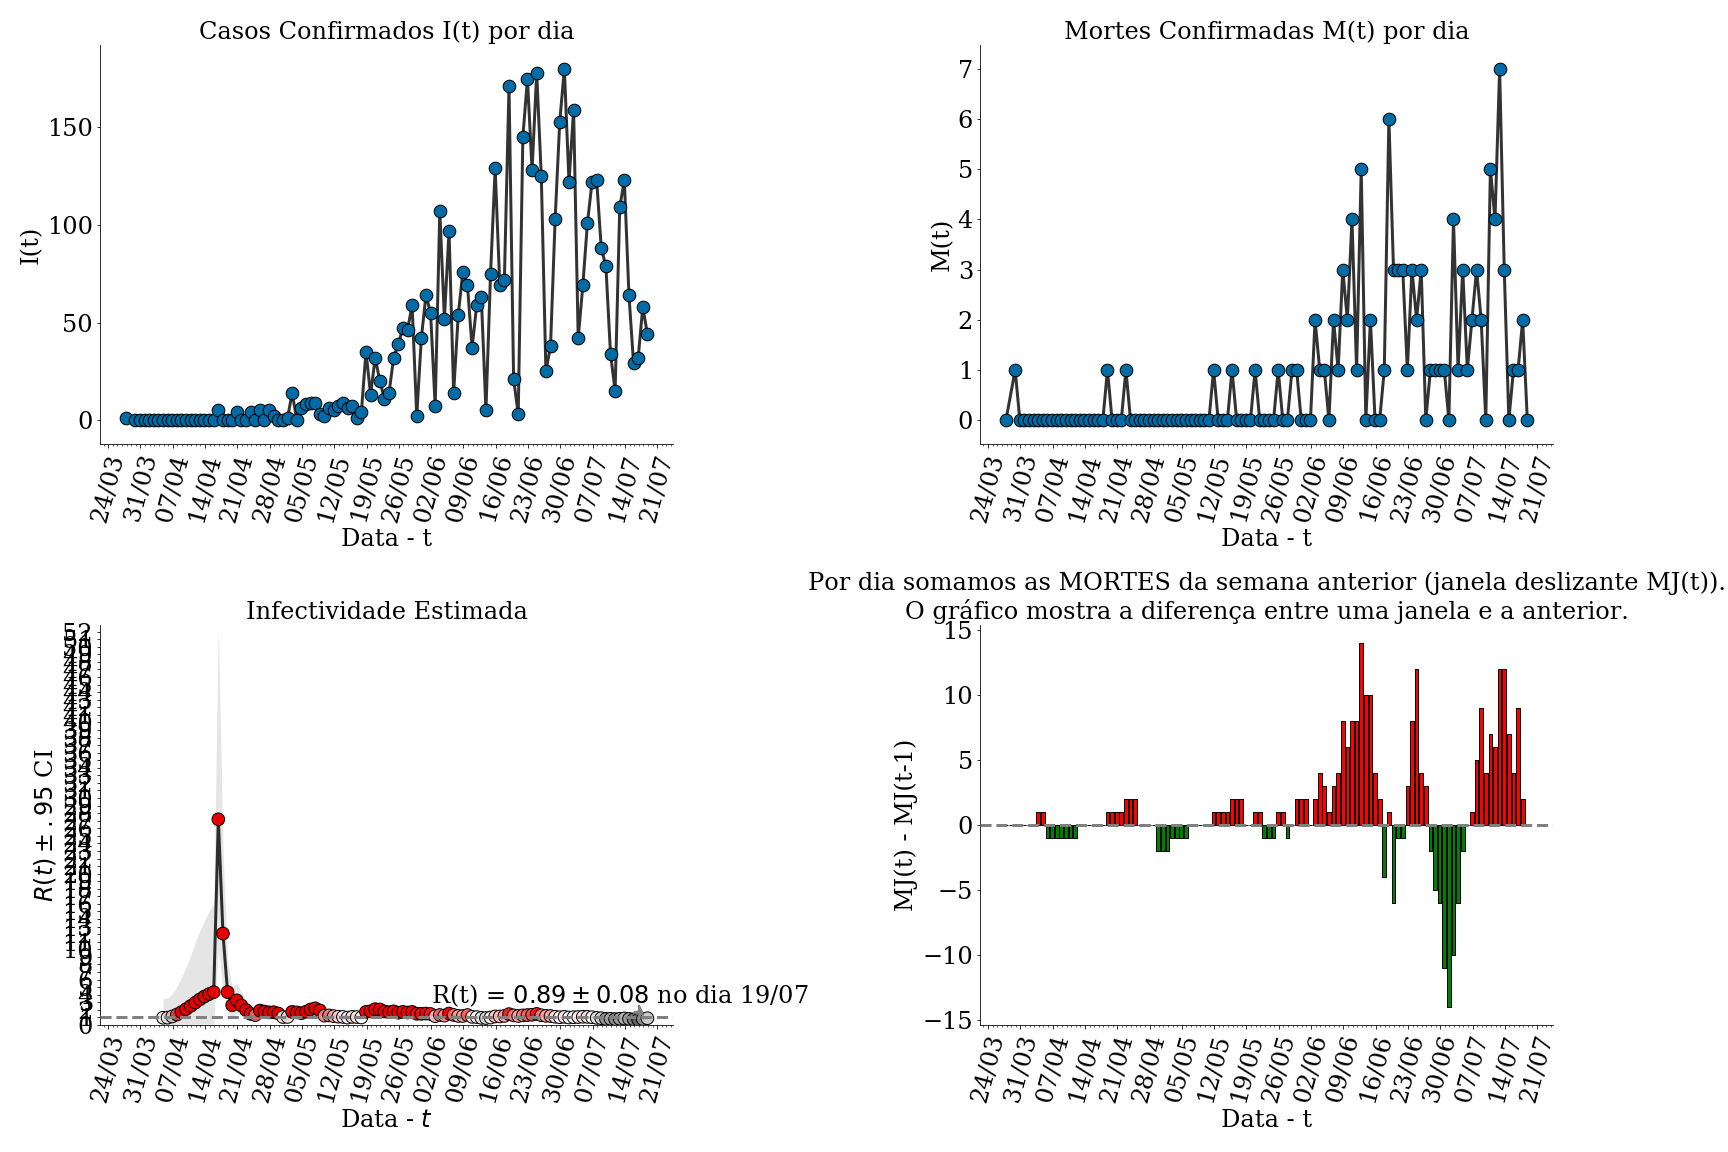 Casos Confirmados I(t) por dia
I(t)
150
100
50
0
24/03 31/03 07/04 14/04 21/04 28/04 05/05 12/05 19/05 26/05 02/06 09/06 16/06 23/06 30/06 07/07 14/07 21/07
Data - t
Mortes Confirmadas M(t) por dia
M(t)
7
6
5
4
3
2
1
0
24/03 31/03 07/04 14/04 21/04 28/04 05/05 12/05 19/05 26/05 02/06 09/06 16/06 23/06 30/06 07/07 14/07 21/07
Data - t
Infectividade Estimada
R(t) ± .95 CI
52
0
R(t) = 0.89 ± 0.08 no dia 19/07
24/03 31/03 07/04 14/04 21/04 28/04 05/05 12/05 19/05 26/05 02/06 09/06 16/06 23/06 30/06 07/07 14/07 21/07
Data - t
Por dia somamos as MORTES da semana anterior (janela deslizante MJ(t)).
O gráfico mostra a diferença entre uma janela e a anterior.
MJ(t) - MJ(t-1)
15
10
5
0
−5
−10
−15
24/03 31/03 07/04 14/04 21/04 28/04 05/05 12/05 19/05 26/05 02/06 09/06 16/06 23/06 30/06 07/07 14/07 21/07
Data - t